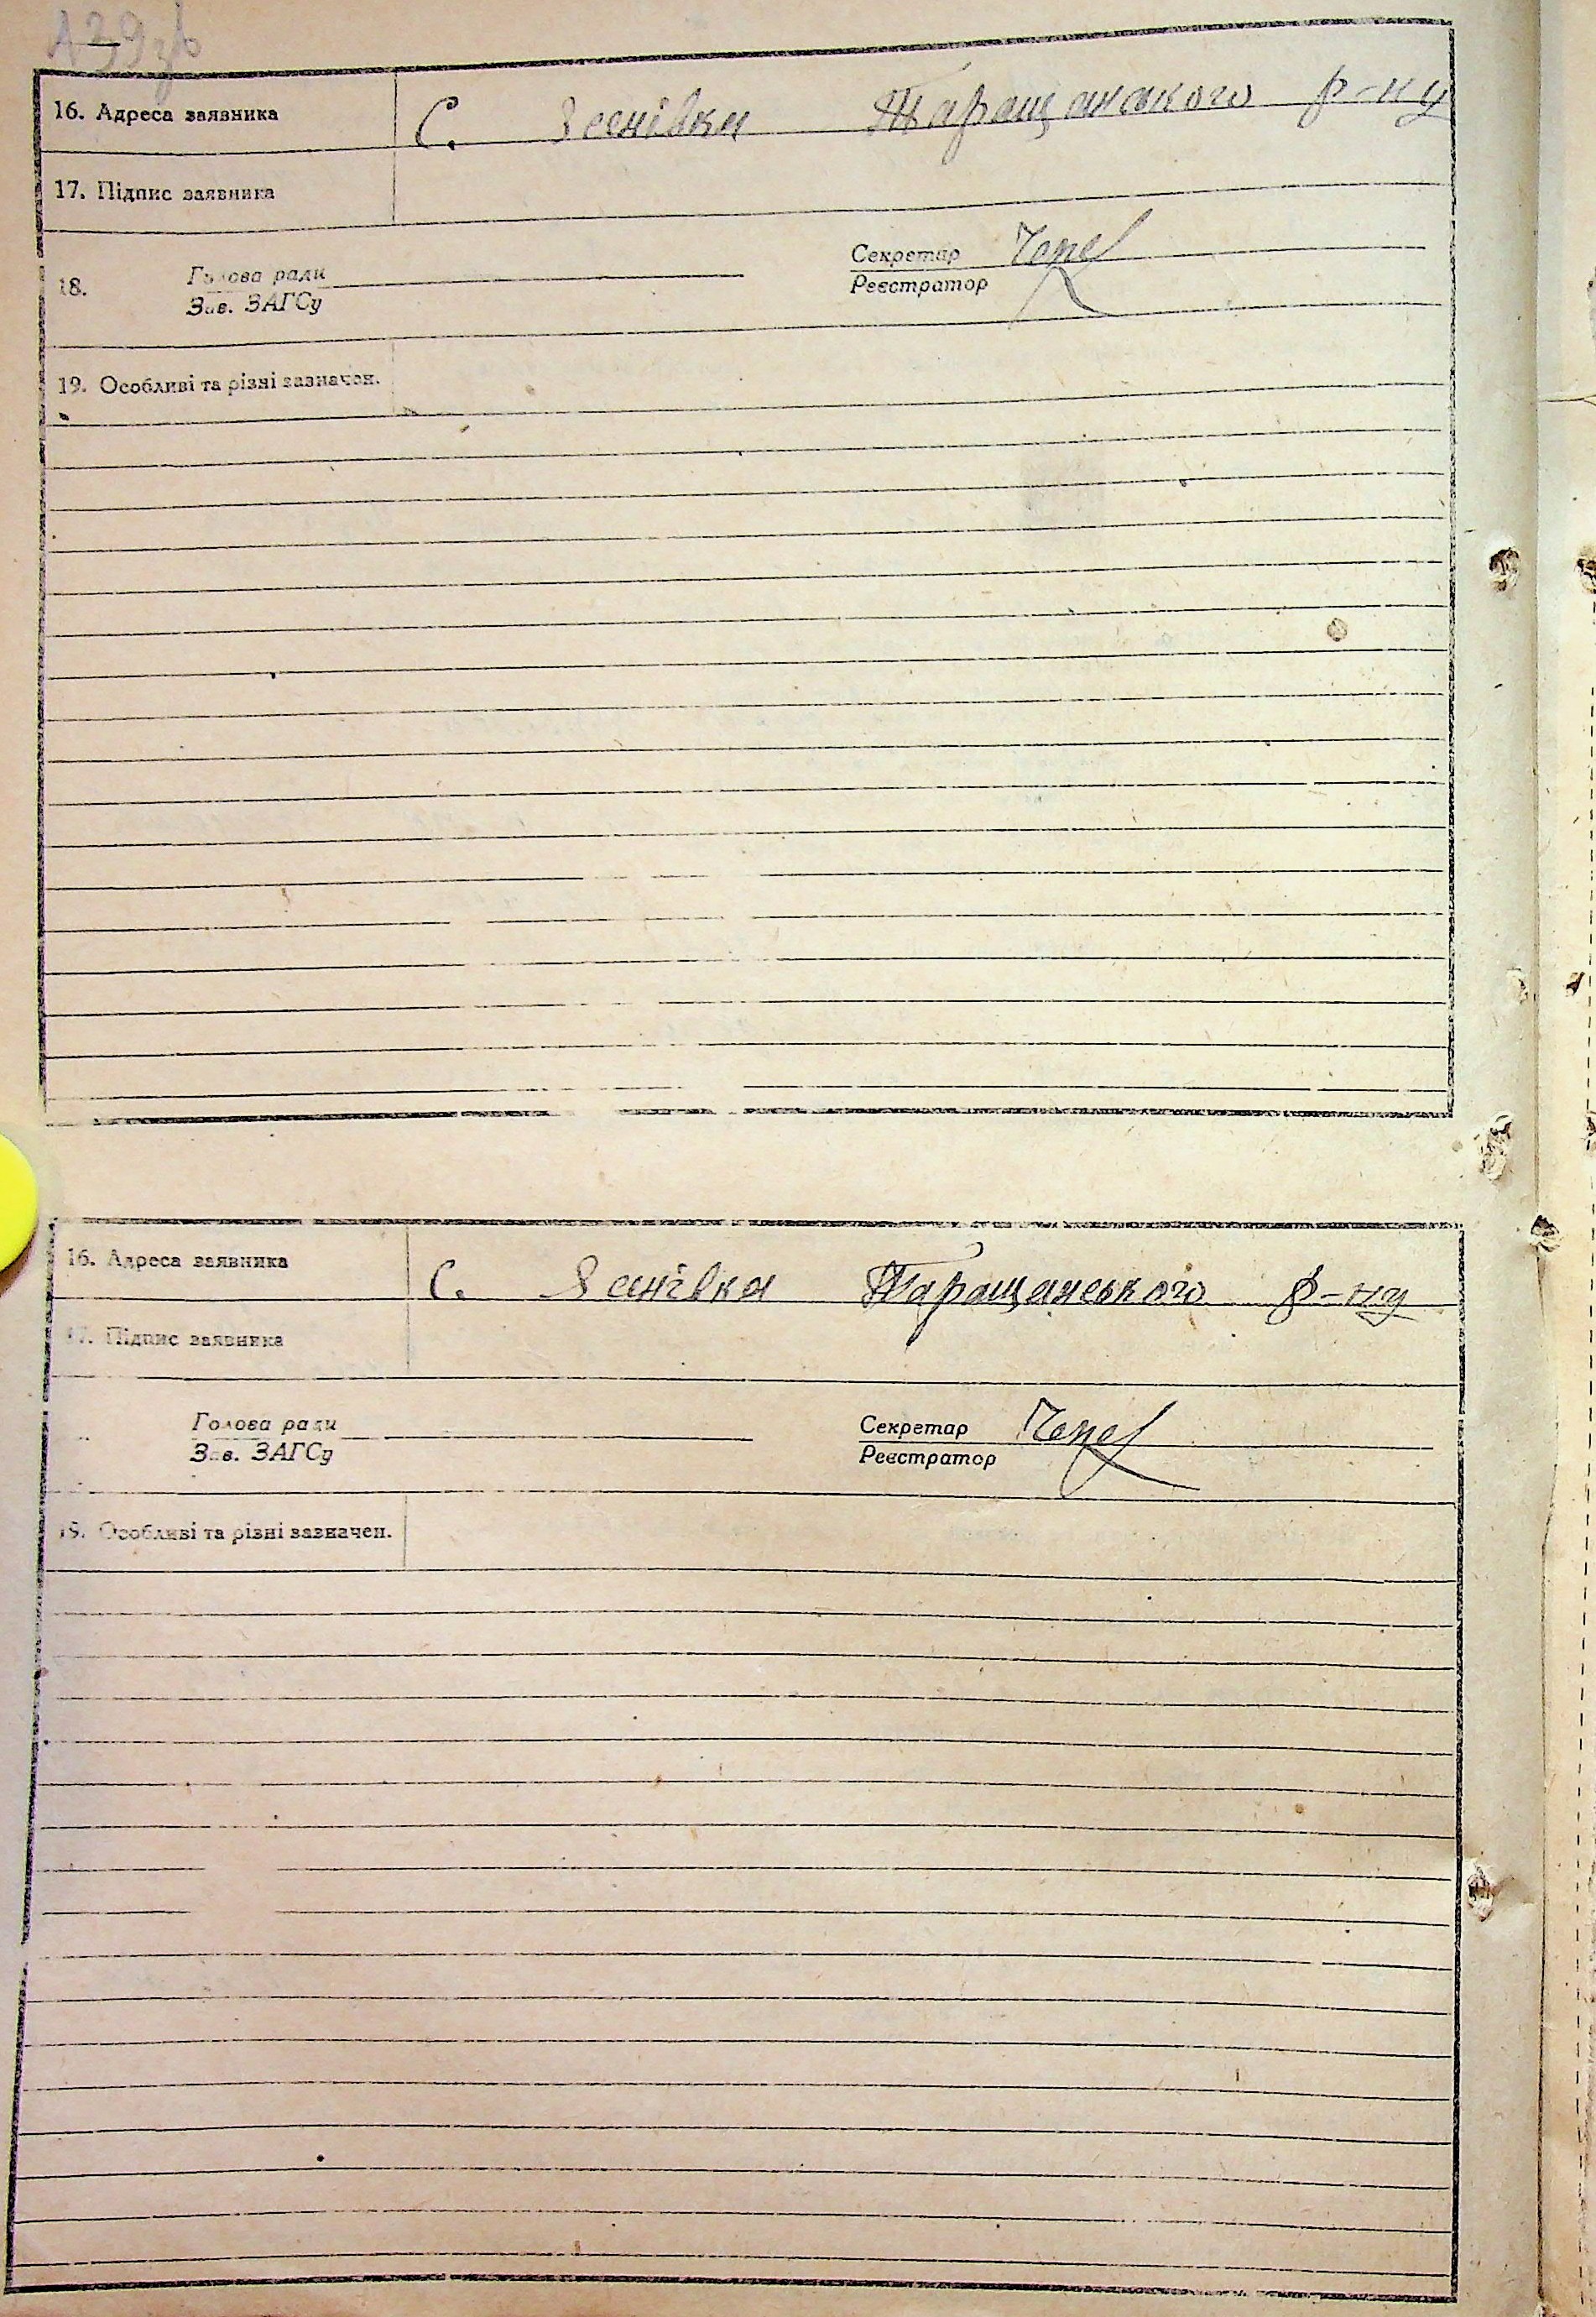 139зв
16. Адреса заявника С. Ясенівка Таращанського р-ну
17. Підпис заявника
18. Голова ради Секретар
Зав. ЗАГСу Реєстратор
19. Особливі та різні зазначен.
16. Адреса заявника С. Ясенівка Таращанського р-ну
17. Підпис заявника
Голова ради Секретар
Зав. ЗАГСу Реєстратор
19. Особливі та різні зазначен.